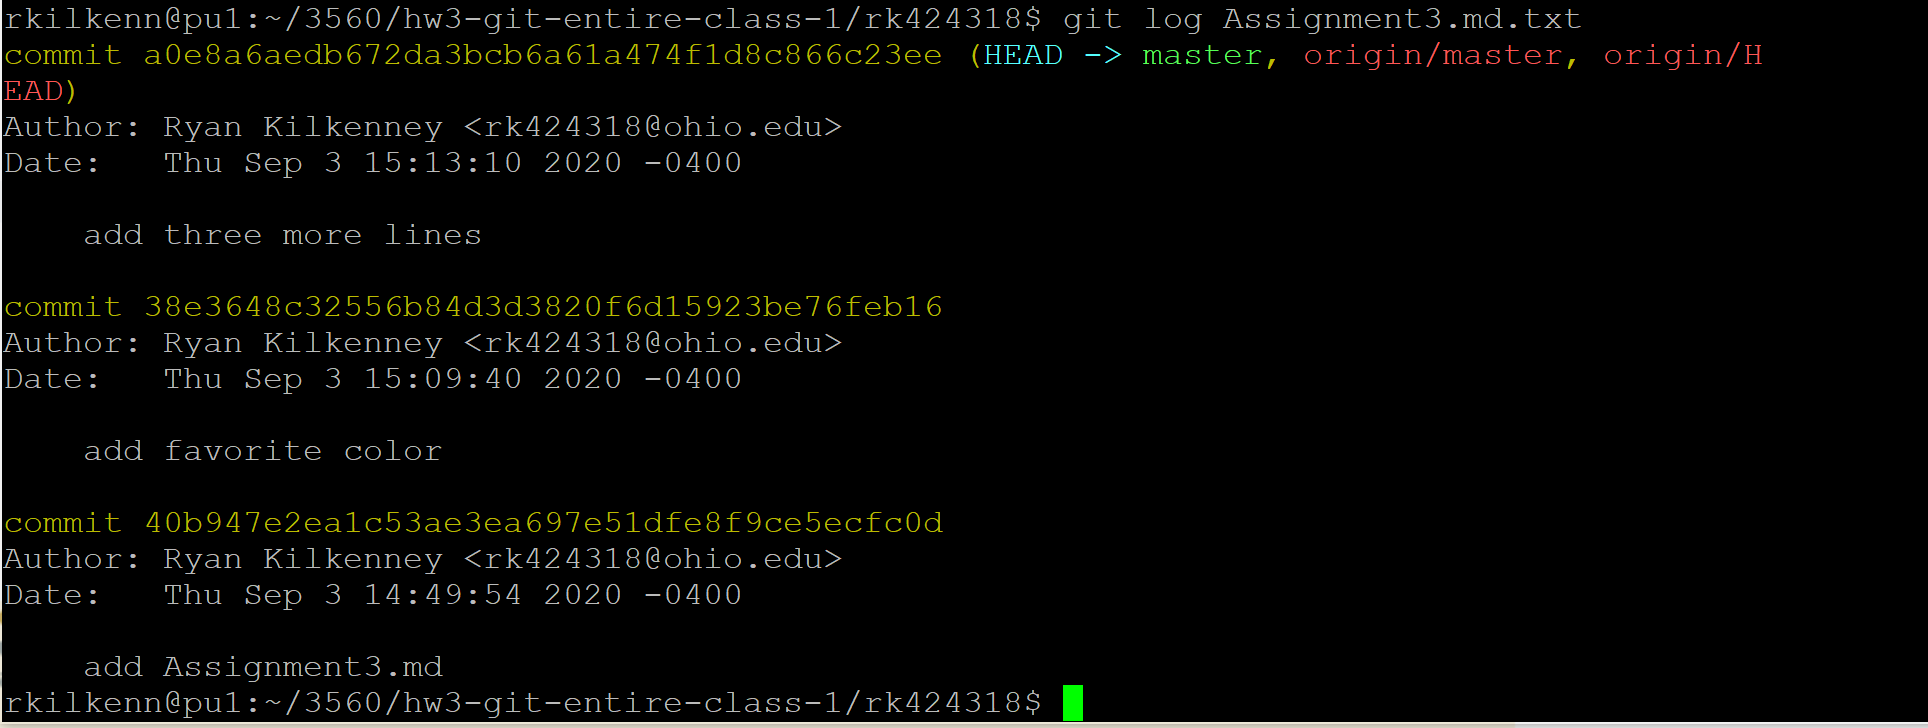 rkilkenn@pu1:~/3560/hw3-git-entire-class-1/rk424318$ git log Assignment3.md.txt
commit a0e8a6aedb672da3bcb6a61a474f1d8c866c23ee (HEAD -> master, origin/master, origin/H
EAD)
Author: Ryan Kilkenney <rk424318@ohio.edu>
Date:   Thu Sep 3 15:13:10 2020 -0400
    add three more lines
commit 38e3648c32556b84d3d3820f6d15923be76feb16
Author: Ryan Kilkenney <rk424318@ohio.edu>
Date:   Thu Sep 3 15:09:40 2020 -0400
    add favorite color
commit 40b947e2ea1c53ae3ea697e51dfe8f9ce5ecfc0d
Author: Ryan Kilkenney <rk424318@ohio.edu>
Date:   Thu Sep 3 14:49:54 2020 -0400
    add Assignment3.md
rkilkenn@pu1:~/3560/hw3-git-entire-class-1/rk424318$